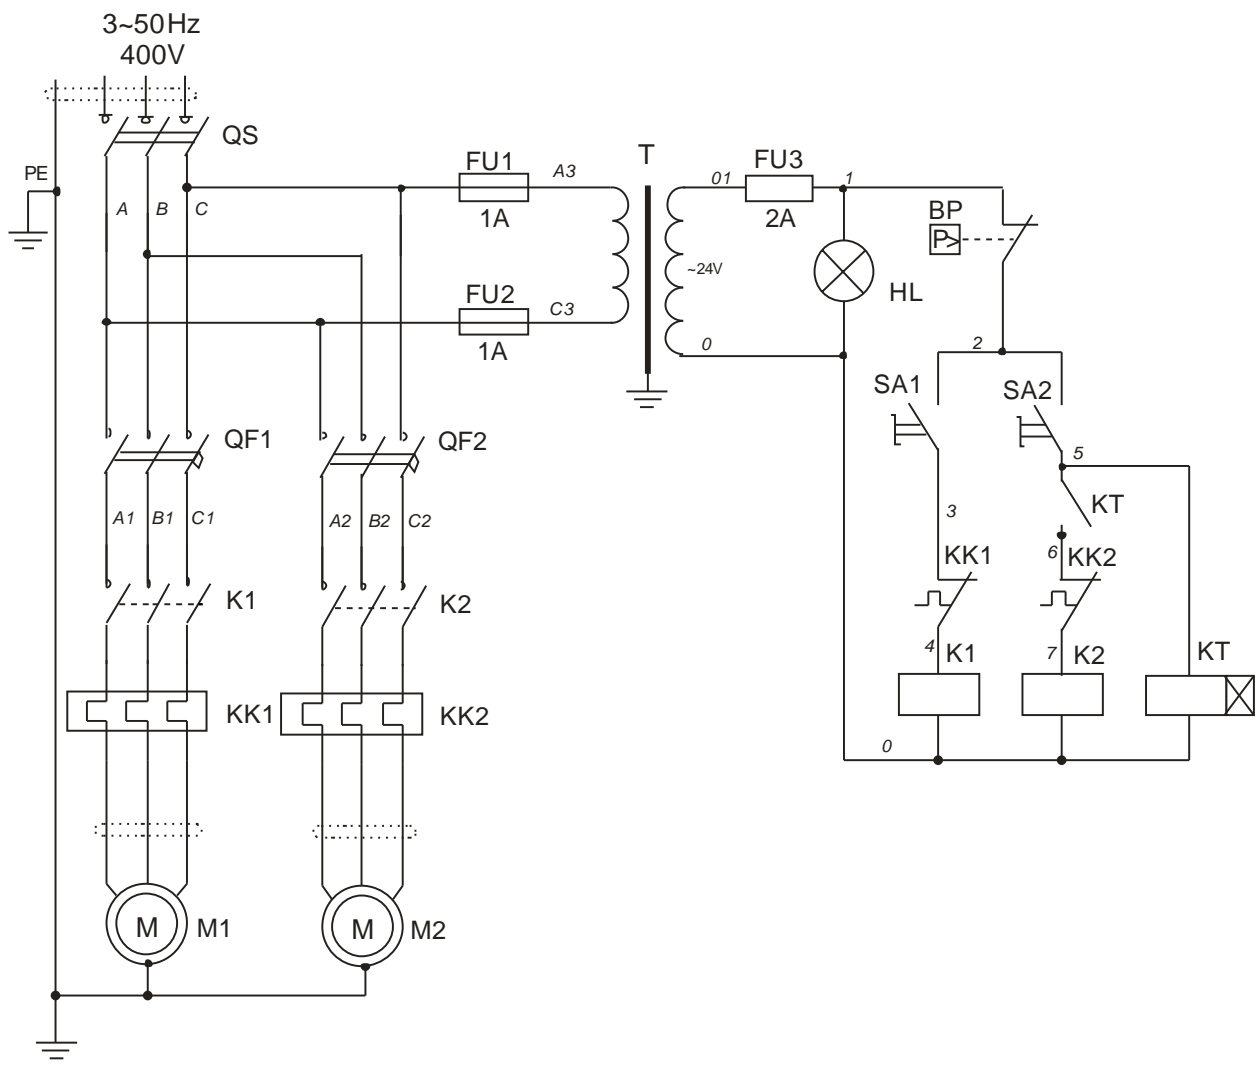 3~50Hz
400V
QS
PE
A
B
C
FU1
A3
1A
FU2
C3
1A
T
~24V
01
FU3
1
2A
BP
P>
HL
0
2
SA1
SA2
5
KT
3
KK1
6
KK2
4
K1
7
K2
KT
0
QF1
QF2
A1
B1
C1
A2
B2
C2
K1
K2
KK1
KK2
M
M1
M
M2